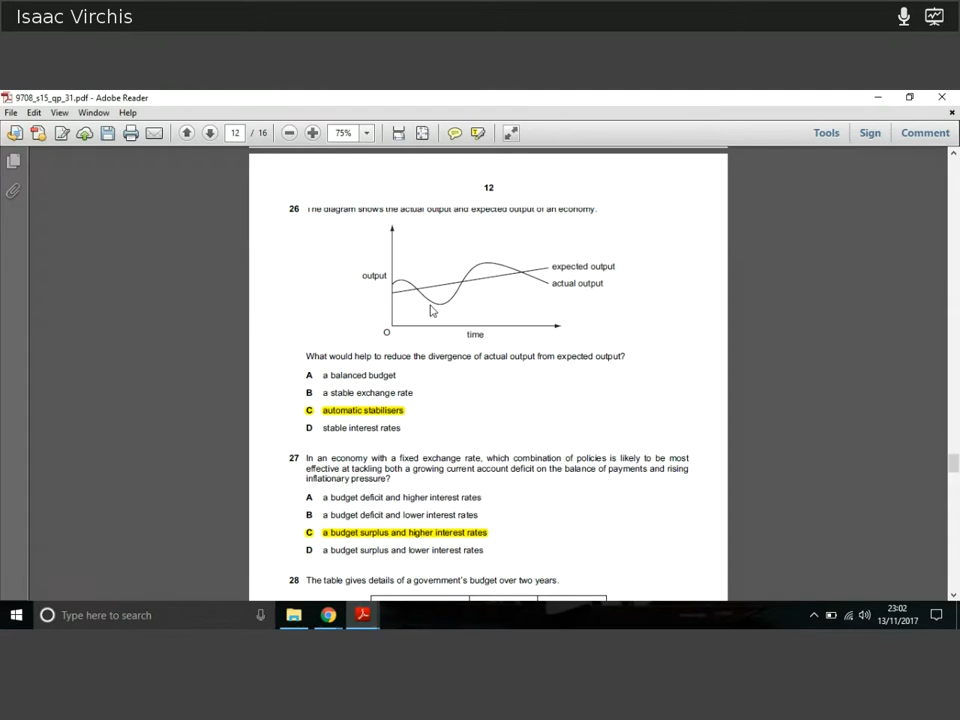 Isaac Virchis
9708_s15_qp_31.pdf - Adobe Reader
File Edit View Window Help
12 / 16 75% Tools Sign Comment
12
26 The diagram shows the actual output and expected output of an economy.
output
expected output
actual output
O
time
What would help to reduce the divergence of actual output from expected output?
A a balanced budget
B a stable exchange rate
C automatic stabilisers
D stable interest rates
27 In an economy with a fixed exchange rate, which combination of policies is likely to be most
effective at tackling both a growing current account deficit on the balance of payments and rising
inflationary pressure?
A a budget deficit and higher interest rates
B a budget deficit and lower interest rates
C a budget surplus and higher interest rates
D a budget surplus and lower interest rates
28 The table gives details of a government's budget over two years.
Type here to search
23:02
13/11/2017